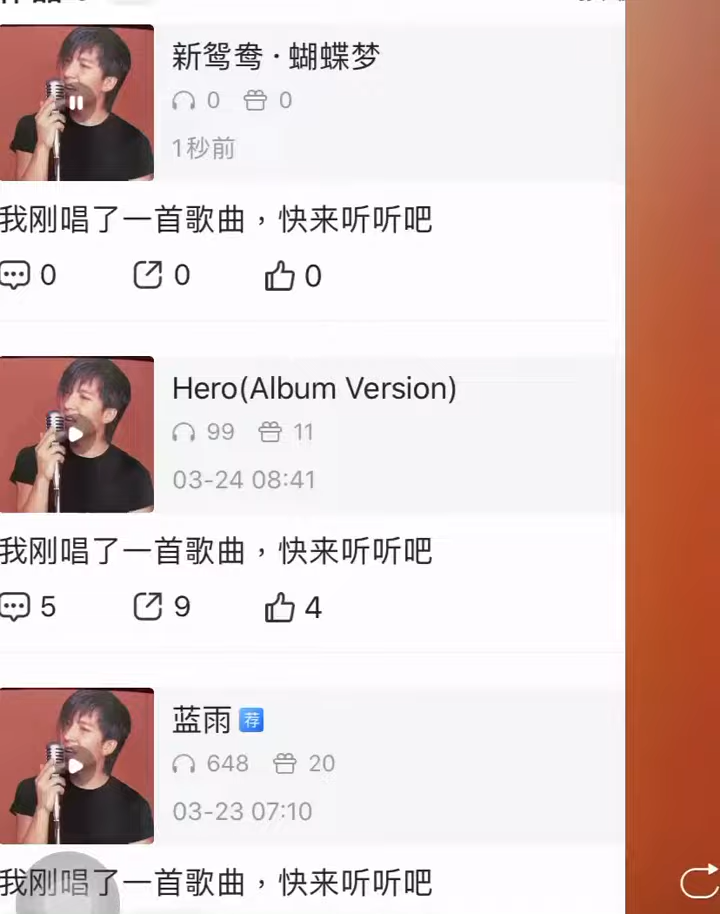 新鸳鸯·蝴蝶梦
0 0
1秒前
我刚唱了一首歌曲，快来听听吧
0 0 0
Hero(Album Version)
99 11
03-24 08:41
我刚唱了一首歌曲，快来听听吧
5 9 4
蓝雨 荐
648 20
03-23 07:10
我刚唱了一首歌曲，快来听听吧